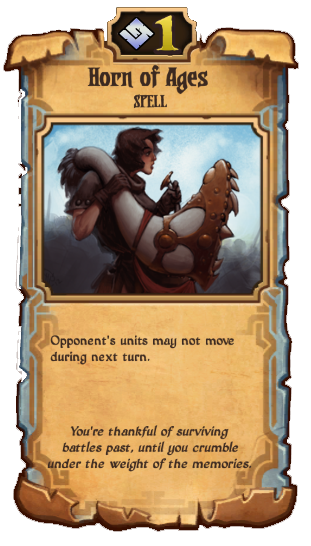 1
Horn of Ages
SPELL
Opponent's units may not move
during next turn.
You're thankful of surviving
battles past, until you crumble
under the weight of the memories.